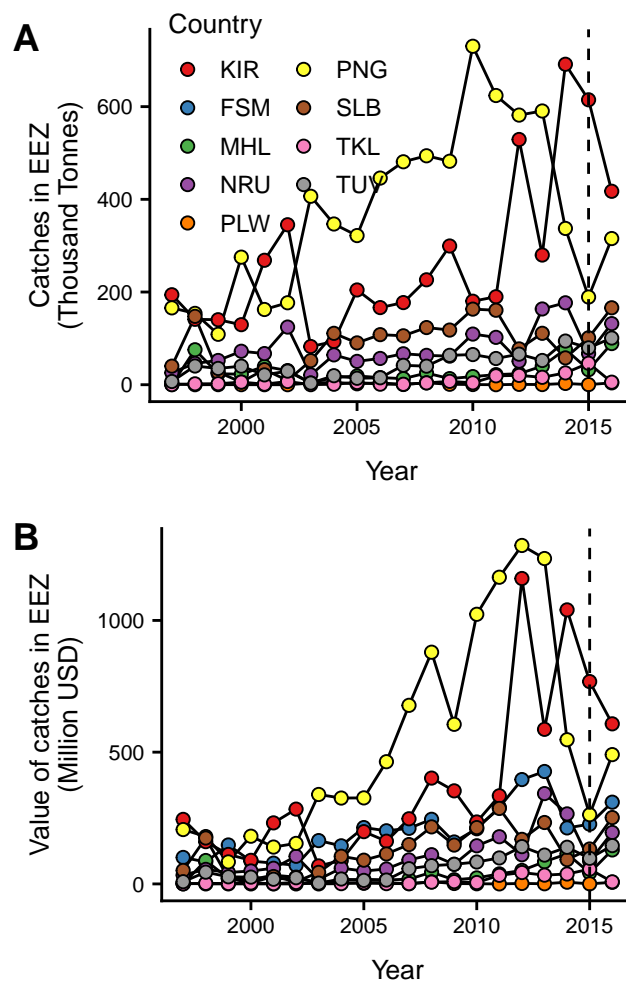 A
Country
KIR
PNG
FSM
SLB
MHL
TKL
NRU
TUV
PLW
Catches in EEZ
(Thousand Tonnes)
600
400
200
0
2000
2005
2010
2015
Year
B
Value of catches in EEZ
(Million USD)
1000
500
0
2000
2005
2010
2015
Year